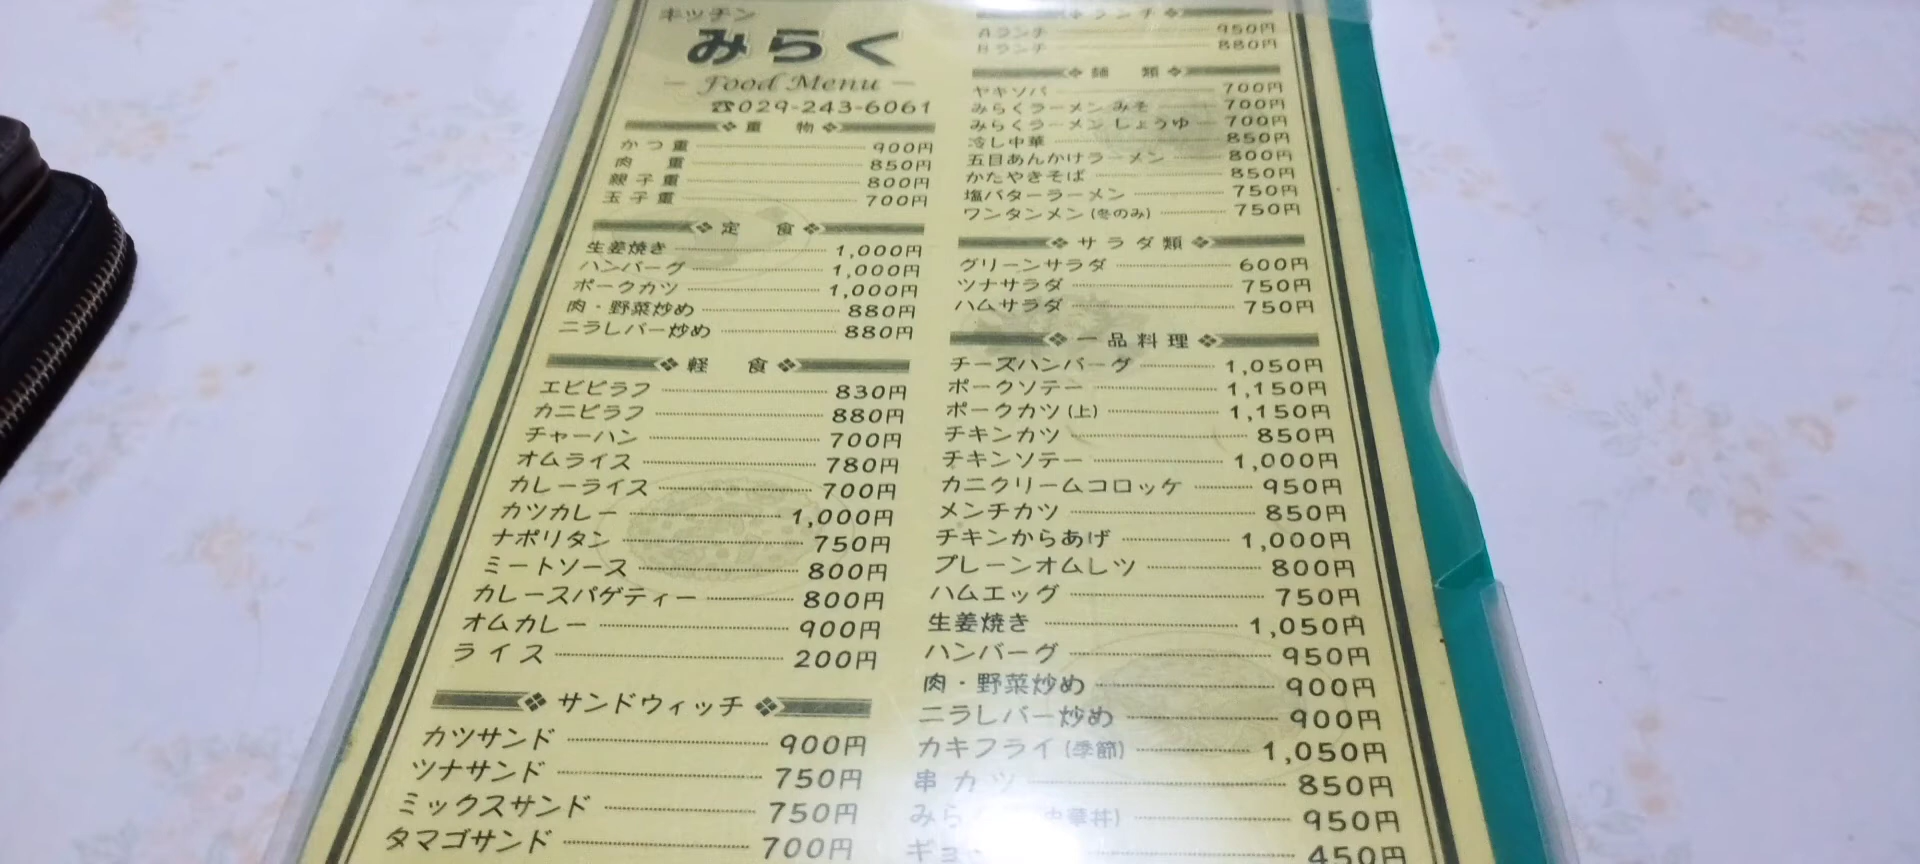 キッチン
みらく
Food Menu
☎029-243-6061
重 物
かつ重 900円
肉 重 850円
親子重 800円
玉子重 700円
定 食
生姜焼き 1,000円
ハンバーグ 1,000円
ポークカツ 1,000円
肉・野菜炒め 880円
ニラレバー炒め 880円
軽 食
エビピラフ 830円
カニピラフ 880円
チャーハン 700円
オムライス 780円
カレーライス 700円
カツカレー 1,000円
ナポリタン 750円
ミートソース 800円
カレースパゲティー 800円
オムカレー 900円
ライス 200円
サンドウィッチ
カツサンド 900円
ツナサンド 750円
ミックスサンド 750円
タマゴサンド 700円
ランチ
Aランチ 950円
Bランチ 880円
麺 類
ヤキソバ 700円
みらくラーメン みそ 700円
みらくラーメン しょうゆ 700円
冷し中華 850円
五目あんかけラーメン 800円
かたやきそば 850円
塩バターラーメン 750円
ワンタンメン(冬のみ) 750円
サラダ類
グリーンサラダ 600円
ツナサラダ 750円
ハムサラダ 750円
一品料理
チーズハンバーグ 1,050円
ポークソテー 1,150円
ポークカツ(上) 1,150円
チキンカツ 850円
チキンソテー 1,000円
カニクリームコロッケ 950円
メンチカツ 850円
チキンからあげ 1,000円
プレーンオムレツ 800円
ハムエッグ 750円
生姜焼き 1,050円
ハンバーグ 950円
肉・野菜炒め 900円
ニラレバー炒め 900円
カキフライ(季節) 1,050円
串カツ 850円
みら 中華丼) 950円
ギョ 450円